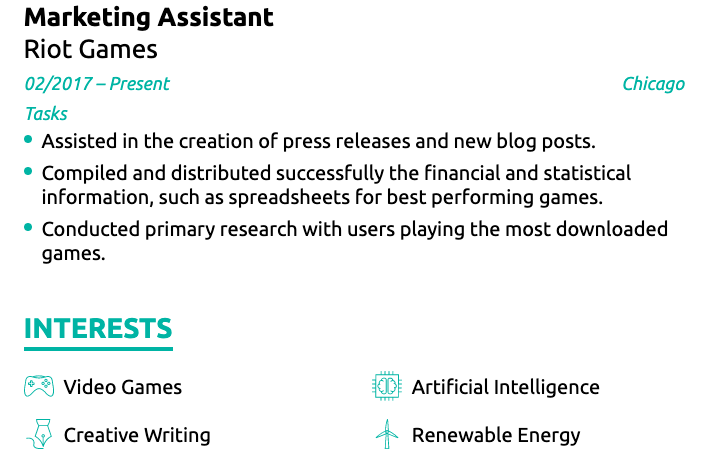 Marketing Assistant
Riot Games
02/2017 – Present Chicago
Tasks
• Assisted in the creation of press releases and new blog posts.
• Compiled and distributed successfully the financial and statistical
information, such as spreadsheets for best performing games.
• Conducted primary research with users playing the most downloaded
games.
INTERESTS
Video Games Artificial Intelligence
Creative Writing Renewable Energy